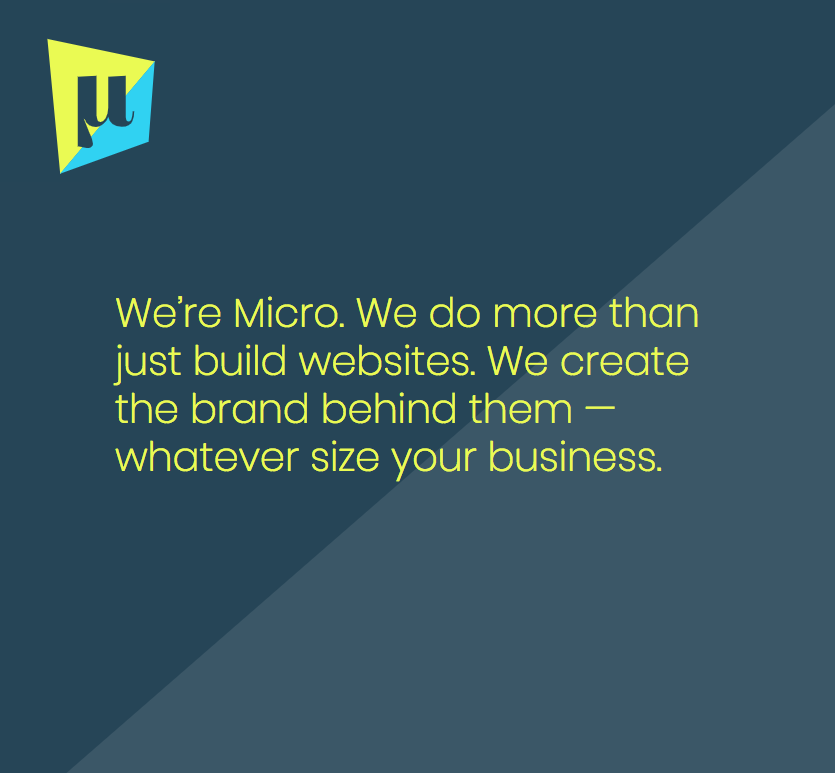 µ
We’re Micro. We do more than
just build websites. We create
the brand behind them —
whatever size your business.